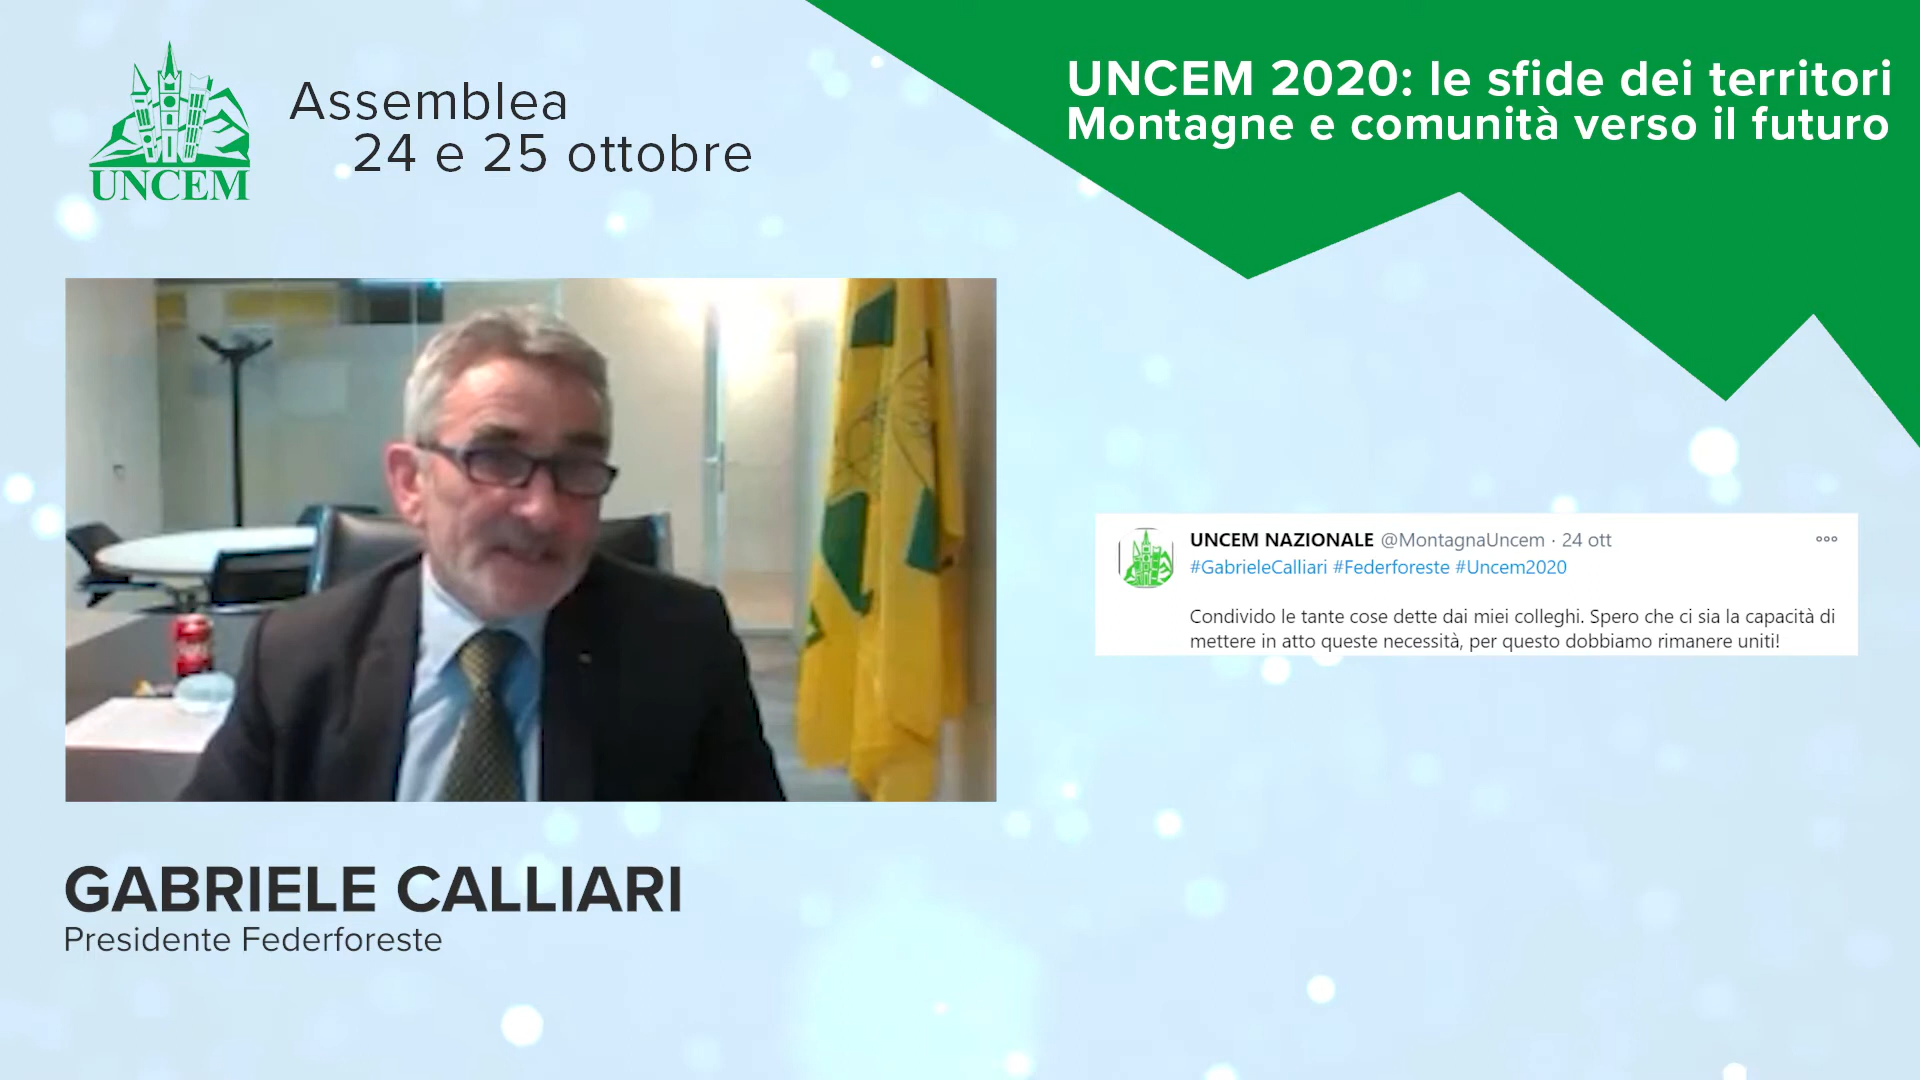 UNCEM
Assemblea
24 e 25 ottobre
UNCEM 2020: le sfide dei territori
Montagne e comunità verso il futuro
UNCEM NAZIONALE @MontagnaUncem · 24 ott
#GabrieleCalliari #Federforeste #Uncem2020
Condivido le tante cose dette dai miei colleghi. Spero che ci sia la capacità di
mettere in atto queste necessità, per questo dobbiamo rimanere uniti!
GABRIELE CALLIARI
Presidente Federforeste